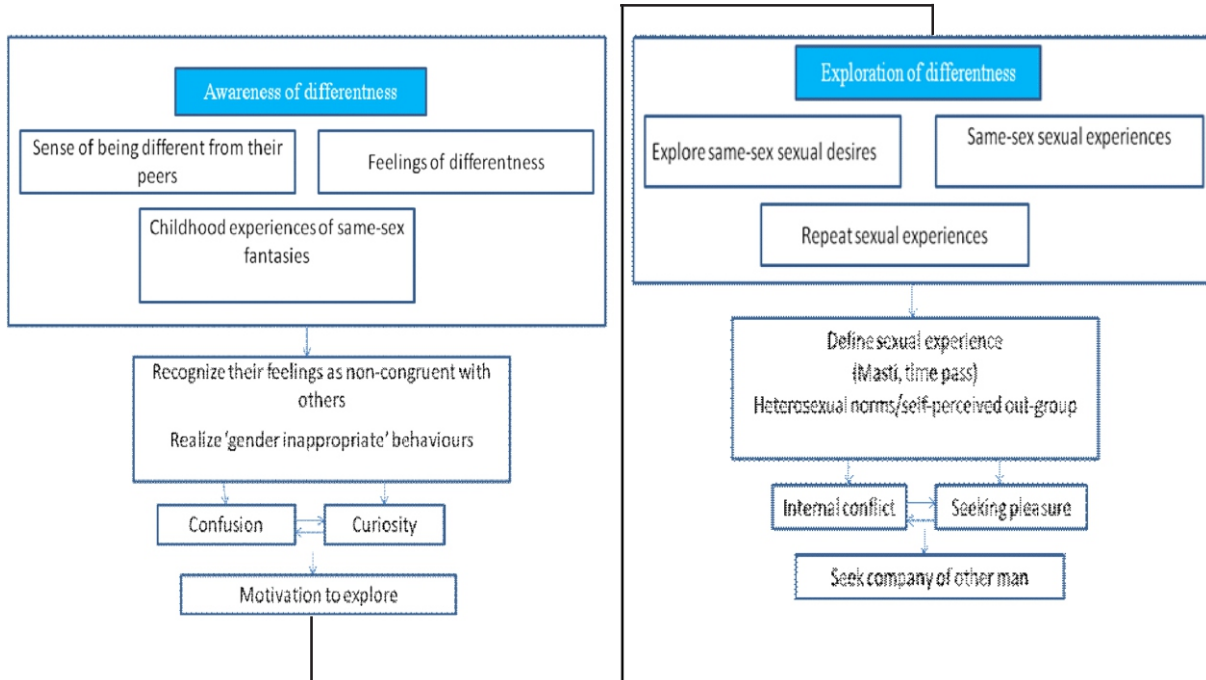 Awareness of differentness
Sense of being different from their
peers
Feelings of differentness
Childhood experiences of same-sex
fantasies
Recognize their feelings as non-congruent with
others
Realize ‘gender inappropriate’ behaviours
Confusion
Curiosity
Motivation to explore
Exploration of differentness
Explore same-sex sexual desires
Same-sex sexual experiences
Repeat sexual experiences
Define sexual experience
(Masti, time pass)
Heterosexual norms/self-perceived out-group
Internal conflict
Seeking pleasure
Seek company of other man